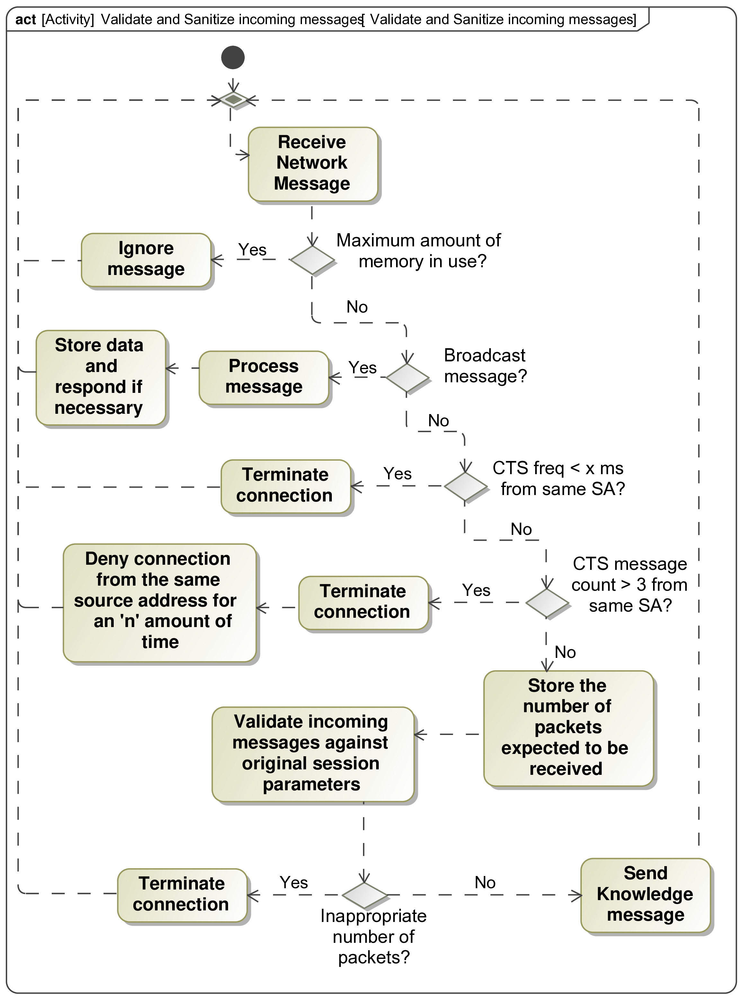 act [Activity] Validate and Sanitize incoming messages[ Validate and Sanitize incoming messages]
Receive
Network
Message
Maximum amount of
memory in use?
Yes
Ignore
message
No
Broadcast
message?
Yes
Process
message
Store data
and
respond if
necessary
No
CTS freq < x ms
from same SA?
Yes
Terminate
connection
No
CTS message
count > 3 from
same SA?
Yes
Terminate
connection
Deny connection
from the same
source address for
an 'n' amount of
time
No
Store the
number of
packets
expected to be
received
Validate incoming
messages against
original session
parameters
Yes
Terminate
connection
Inappropriate
number of
packets?
No
Send
Knowledge
message